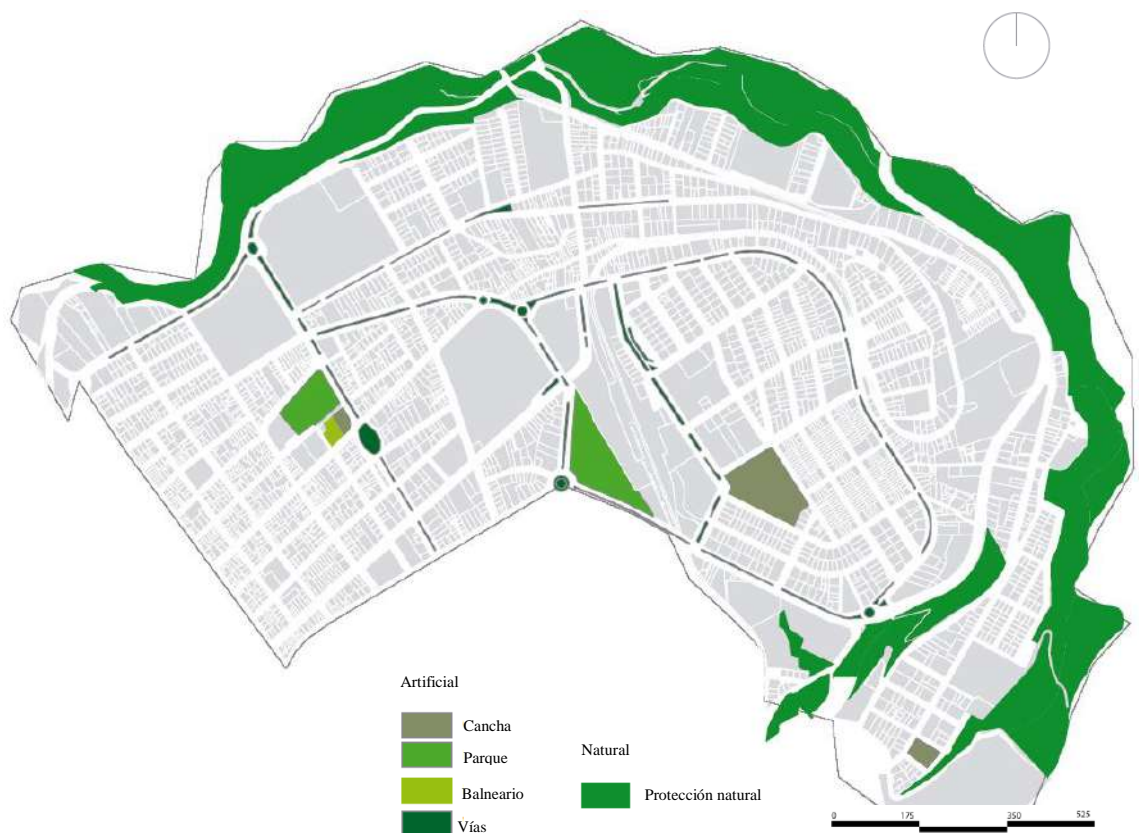 Artificial
Cancha
Parque
Balneario
Vías
Natural
Protección natural
0 175 350 525